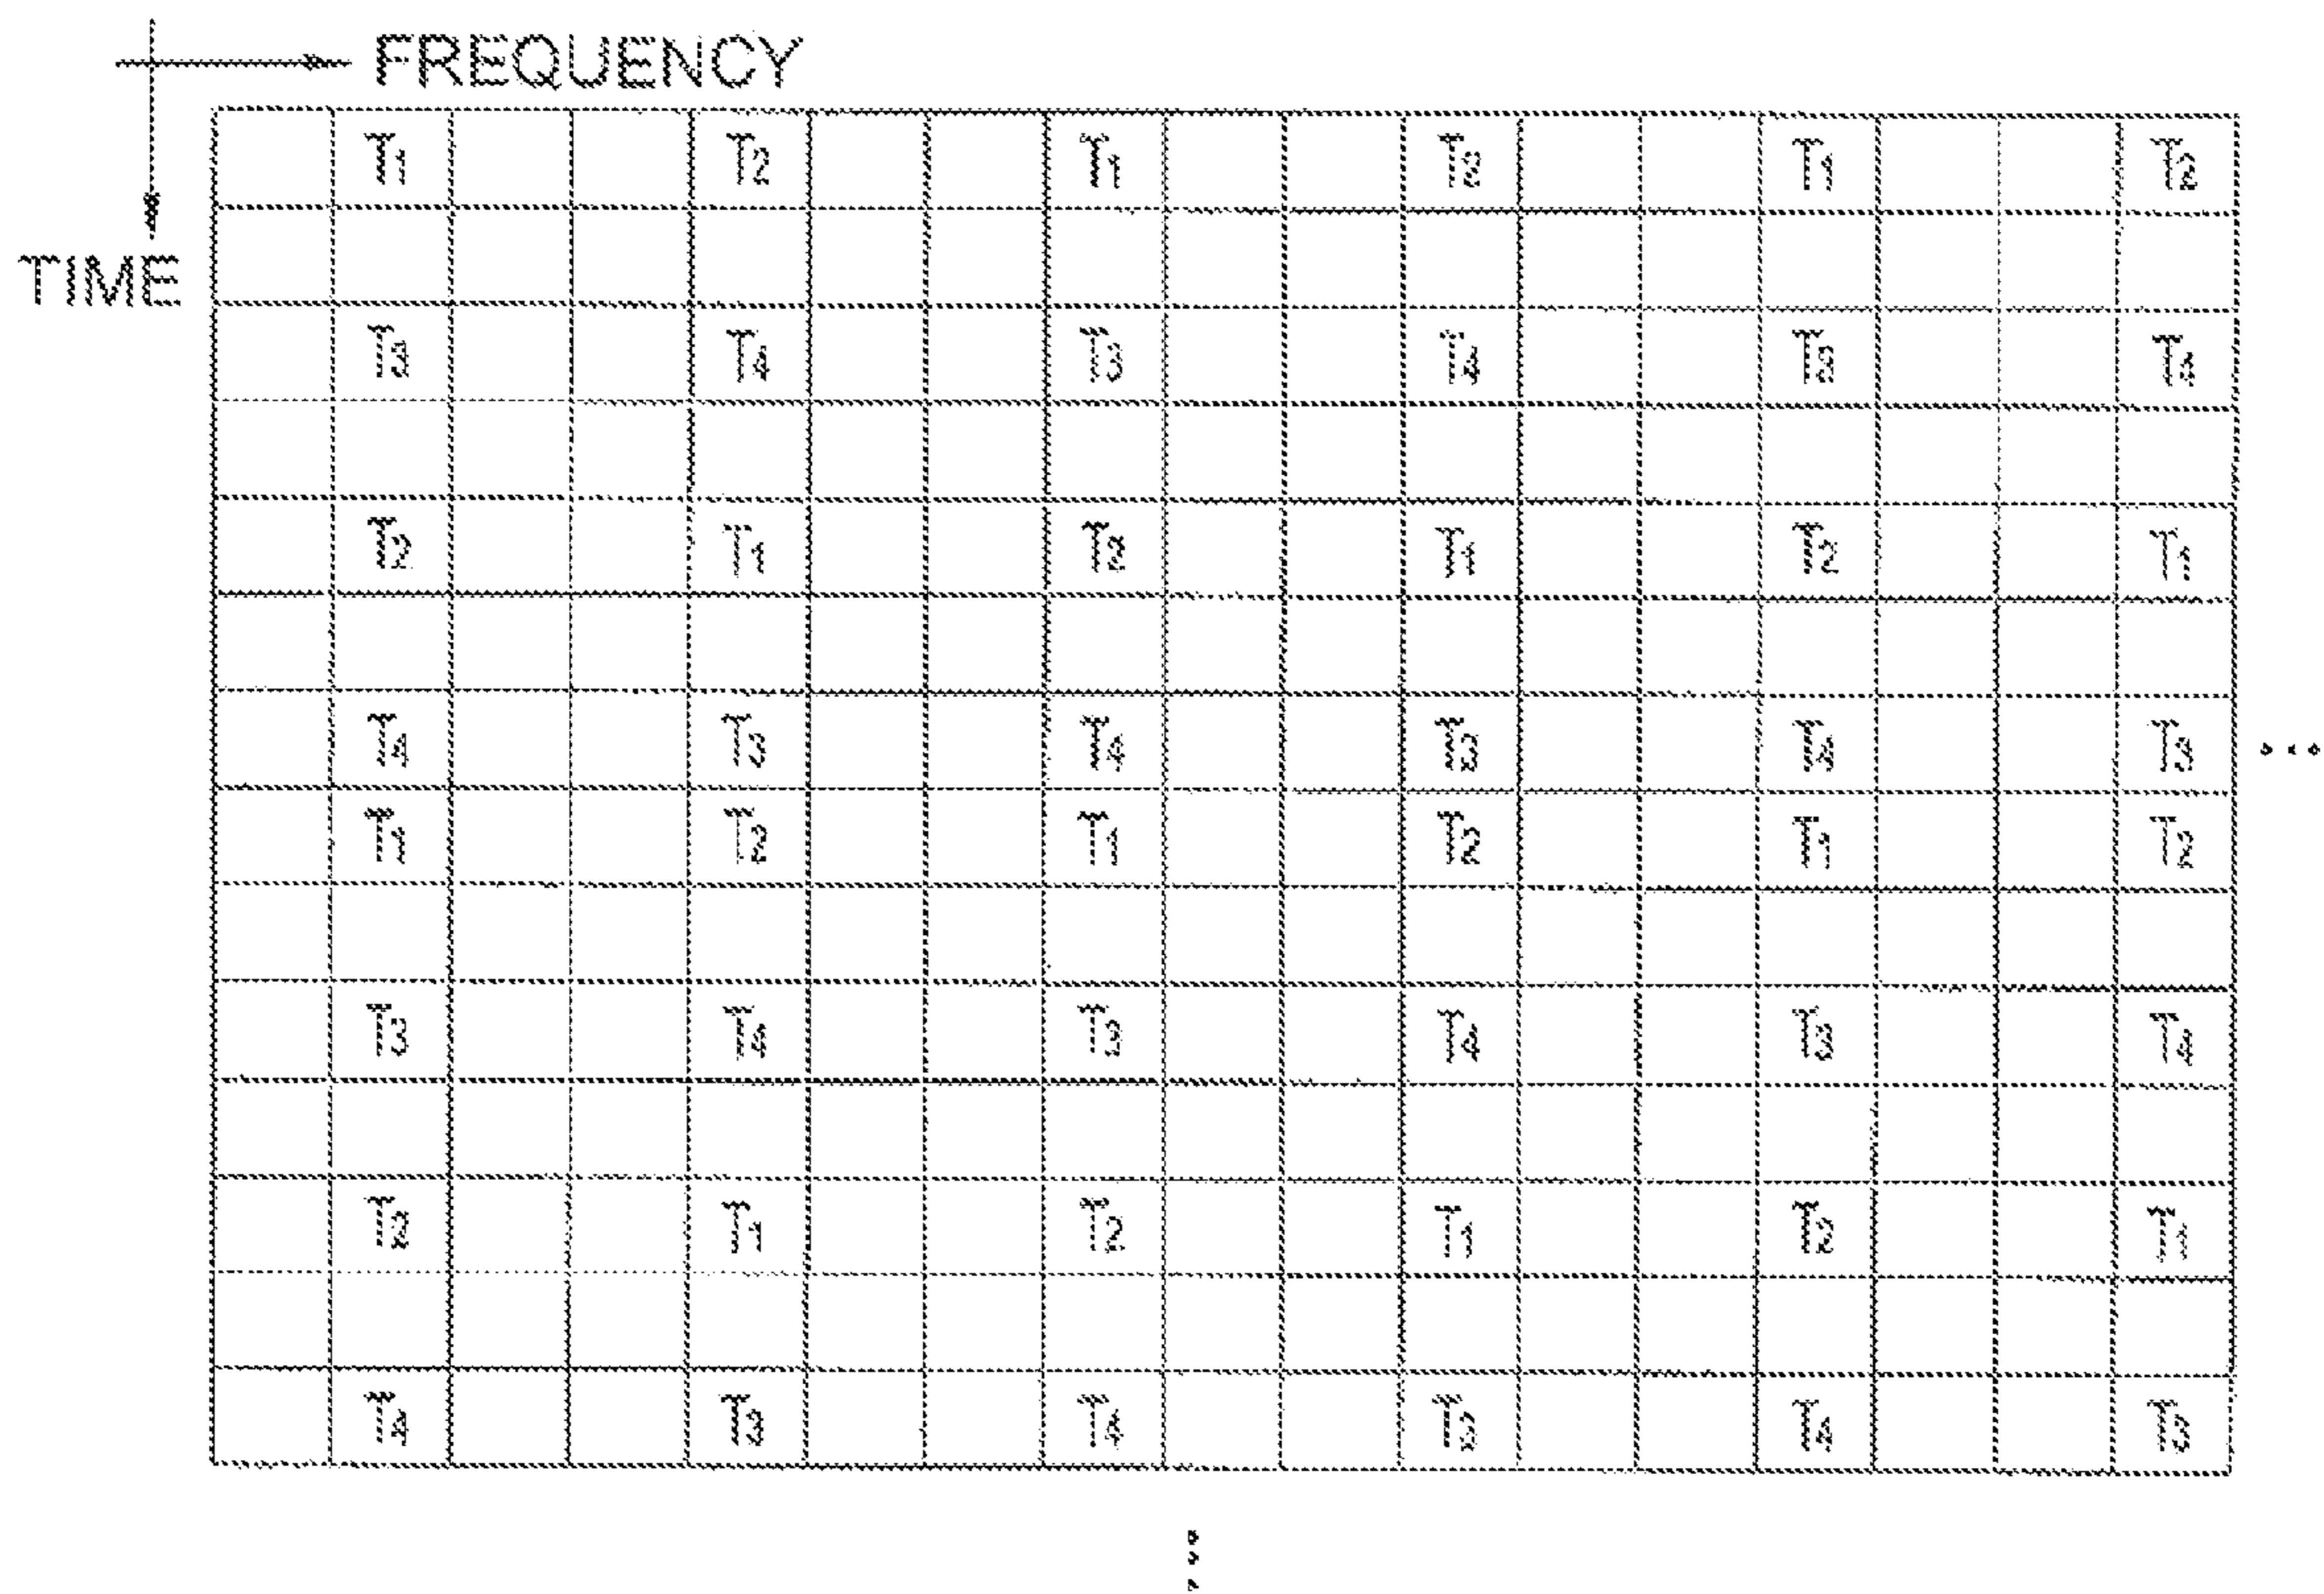 FREQUENCY
TIME
T1 T2 T1 T2 T1 T2
T3 T4 T3 T4 T3 T4
T2 T1 T2 T1 T2 T1
T4 T3 T4 T3 T4 T3 ...
T1 T2 T1 T2 T1 T2
T3 T4 T3 T4 T3 T4
T2 T1 T2 T1 T2 T1
T4 T3 T4 T3 T4 T3
⋮